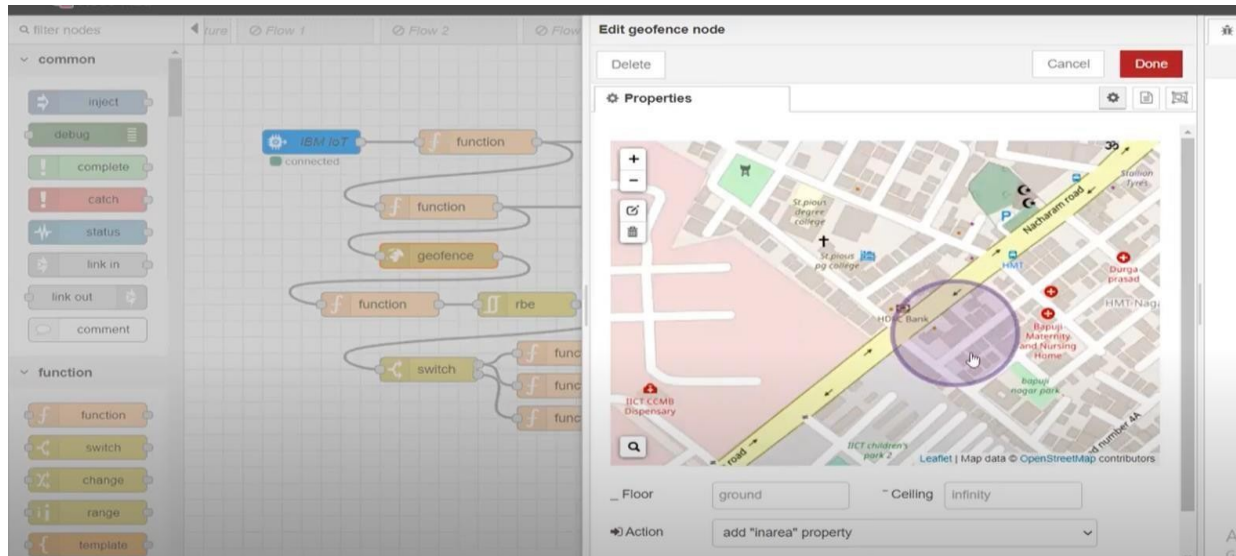 filter nodes
ture
Flow 1
Flow 2
Flow
common
inject
debug
complete
catch
status
link in
link out
comment
function
function
switch
change
range
template
IBM IoT
connected
function
function
geofence
function
rbe
switch
func
func
func
Edit geofence node
Delete
Cancel
Done
Properties
+
−
Stallion
Tyres
Nacharam road
P
HMT
St.pious
degree
college
St.pious
pg college
HDFC Bank
Durga
prasad
HMT Naga
Bapuji
Maternity
and Nursing
Home
bapuji
nagar park
IICT CCMB
Dispensary
IICT children's
park 2
road
d number 4A
Leaflet | Map data © OpenStreetMap contributors
Floor
ground
Ceiling
infinity
Action
add "inarea" property